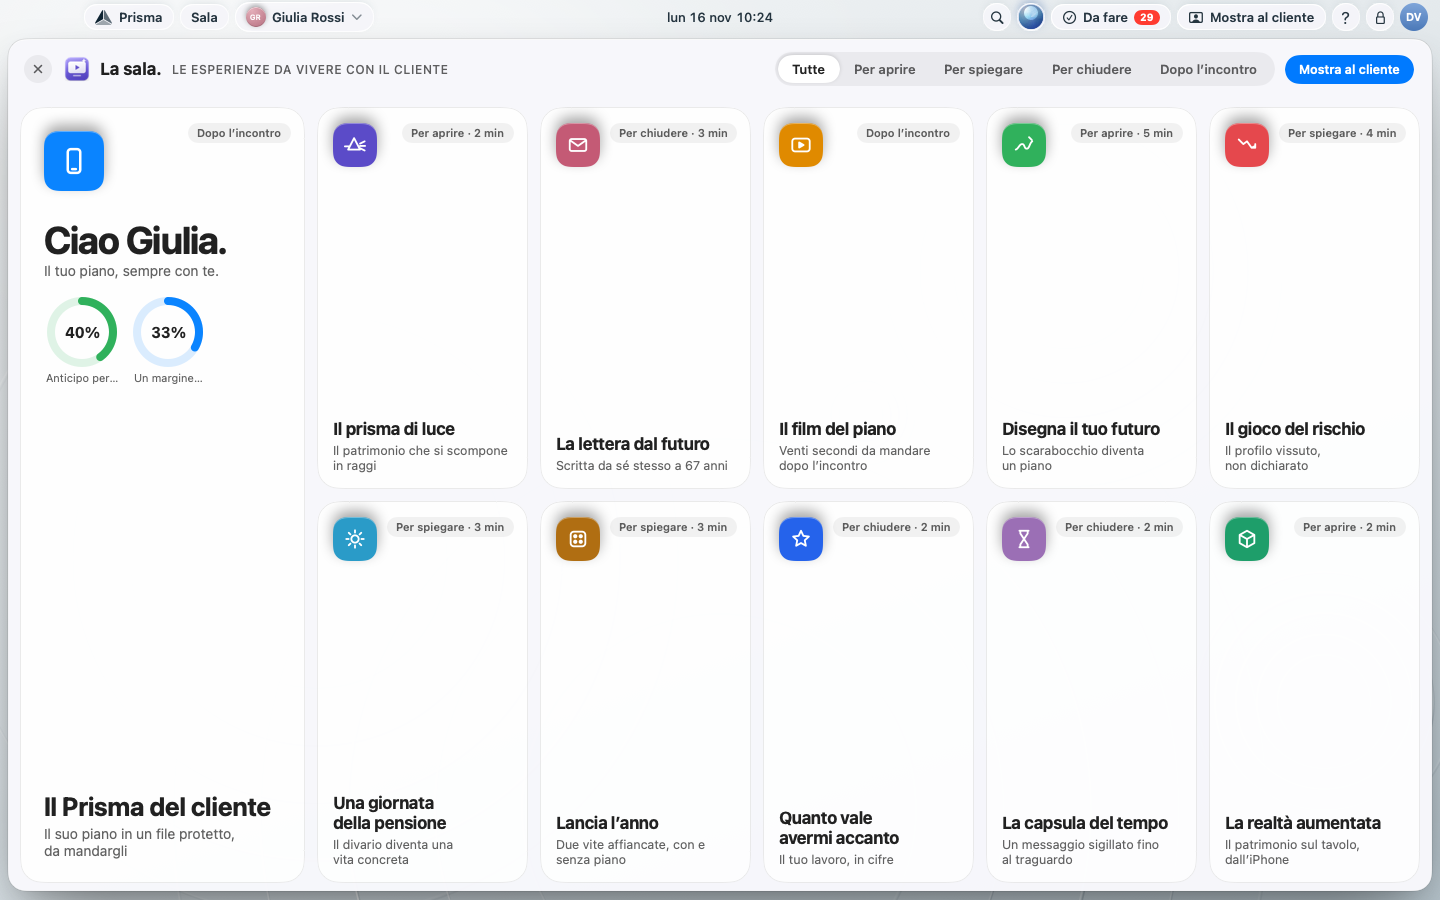 Prisma
Sala
GR
Giulia Rossi
lun 16 nov 10:24
Da fare 29
Mostra al cliente
?
DV
La sala.
LE ESPERIENZE DA VIVERE CON IL CLIENTE
Tutte
Per aprire
Per spiegare
Per chiudere
Dopo l’incontro
Mostra al cliente
Dopo l’incontro
Ciao Giulia.
Il tuo piano, sempre con te.
40%
33%
Anticipo per...
Un margine...
Il Prisma del cliente
Il suo piano in un file protetto,
da mandargli
Per aprire · 2 min
Il prisma di luce
Il patrimonio che si scompone
in raggi
Per chiudere · 3 min
La lettera dal futuro
Scritta da sé stesso a 67 anni
Dopo l’incontro
Il film del piano
Venti secondi da mandare
dopo l’incontro
Per aprire · 5 min
Disegna il tuo futuro
Lo scarabocchio diventa
un piano
Per spiegare · 4 min
Il gioco del rischio
Il profilo vissuto,
non dichiarato
Per spiegare · 3 min
Una giornata
della pensione
Il divario diventa una
vita concreta
Per spiegare · 3 min
Lancia l’anno
Due vite affiancate, con e
senza piano
Per chiudere · 2 min
Quanto vale
avermi accanto
Il tuo lavoro, in cifre
Per chiudere · 2 min
La capsula del tempo
Un messaggio sigillato fino
al traguardo
Per aprire · 2 min
La realtà aumentata
Il patrimonio sul tavolo,
dall’iPhone